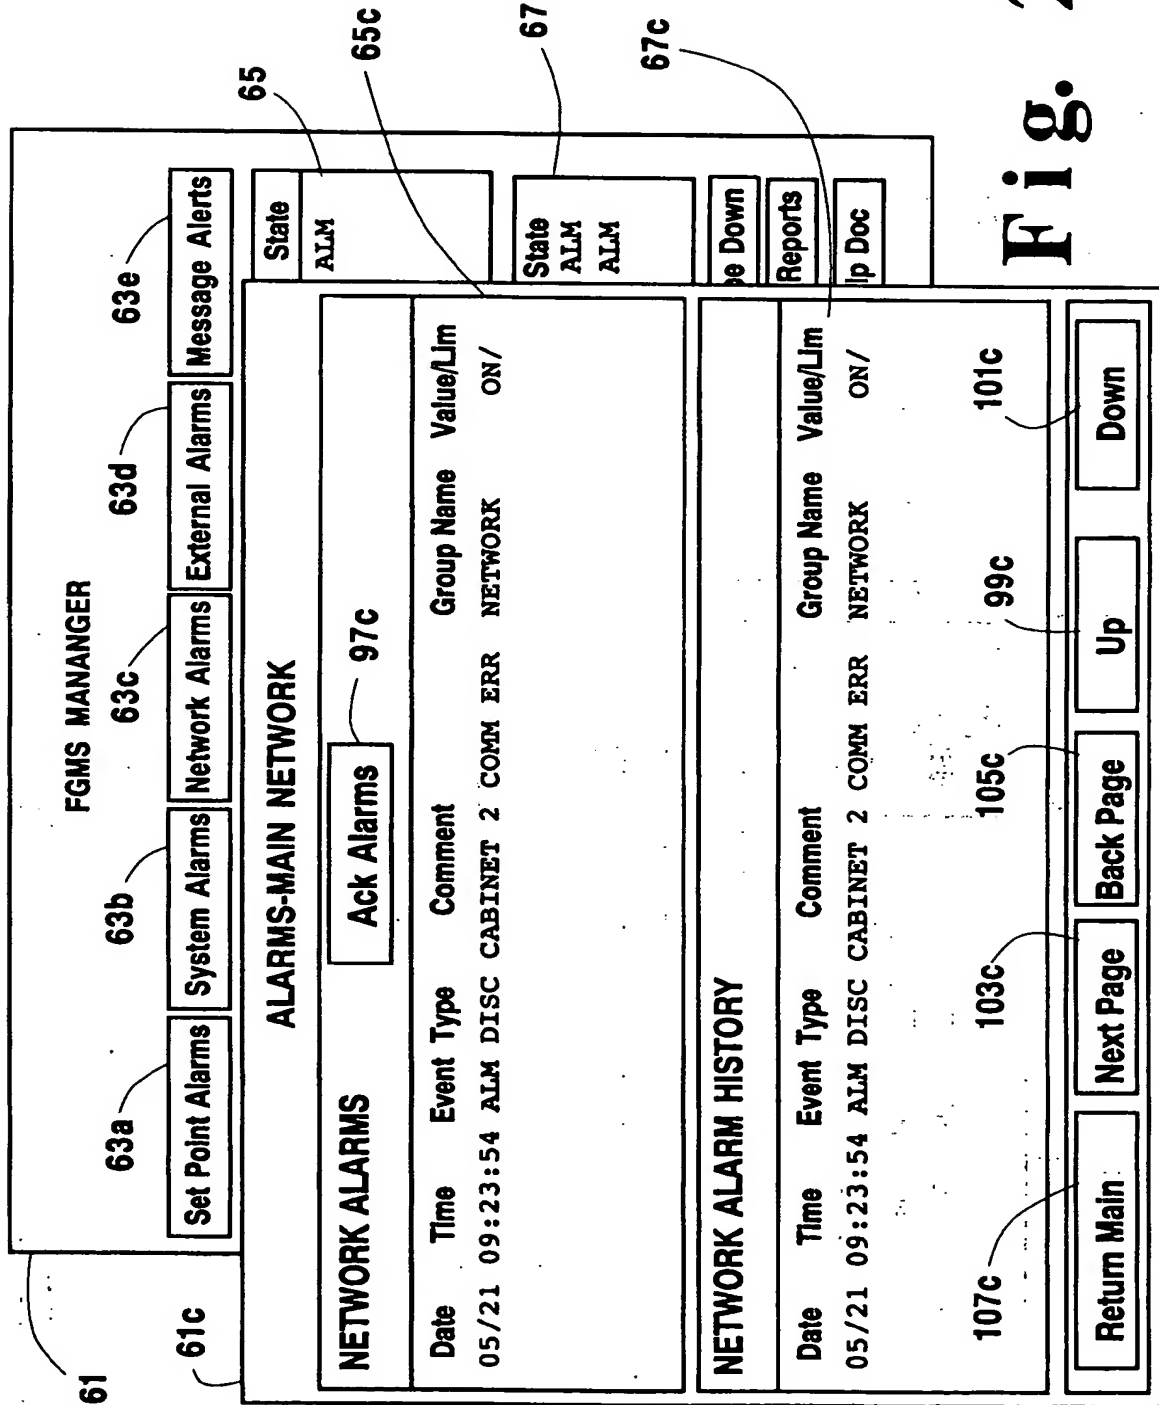 61
FGMS MANANGER
63a
63b
63c
63d
63e
Set Point Alarms
System Alarms
Network Alarms
External Alarms
Message Alerts
65
State
ALM
65c
67
State
ALM
ALM
67c
Down
Reports
Doc
61c
ALARMS-MAIN NETWORK
NETWORK ALARMS
Ack Alarms
97c
Date Time Event Type Comment Group Name Value/Lim
05/21 09:23:54 ALM DISC CABINET 2 COMM ERR NETWORK ON/
NETWORK ALARM HISTORY
Date Time Event Type Comment Group Name Value/Lim
05/21 09:23:54 ALM DISC CABINET 2 COMM ERR NETWORK ON/
107c
103c
105c
99c
101c
Return Main
Next Page
Back Page
Up
Down
Fig.